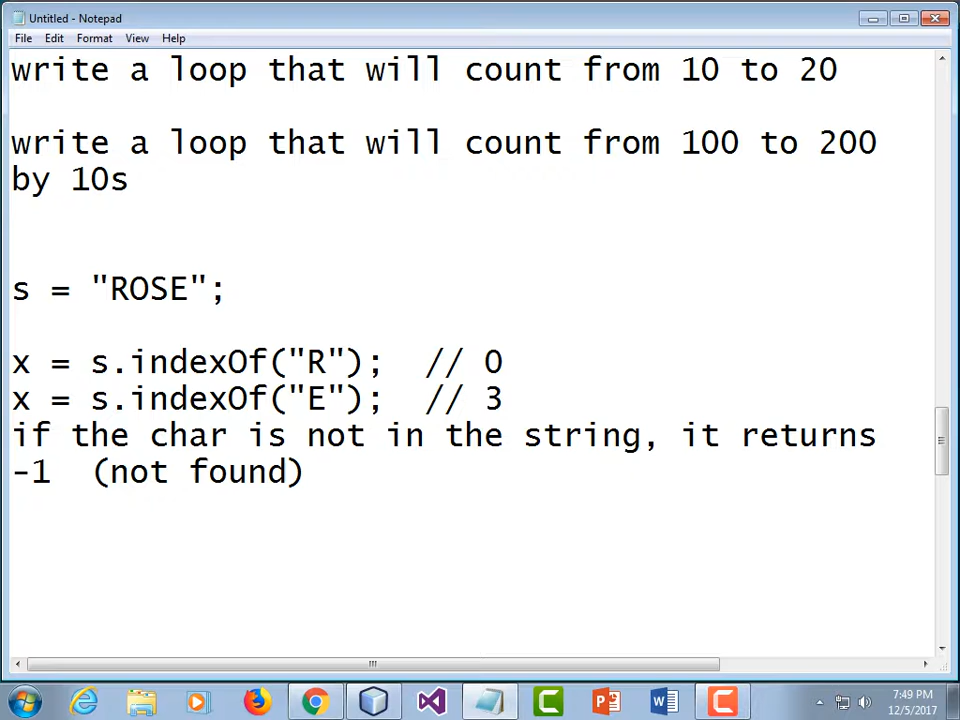 Untitled - Notepad
File Edit Format View Help
write a loop that will count from 10 to 20
write a loop that will count from 100 to 200
by 10s
s = "ROSE";
x = s.indexOf("R");  // 0
x = s.indexOf("E");  // 3
if the char is not in the string, it returns
-1  (not found)
7:49 PM
12/5/2017